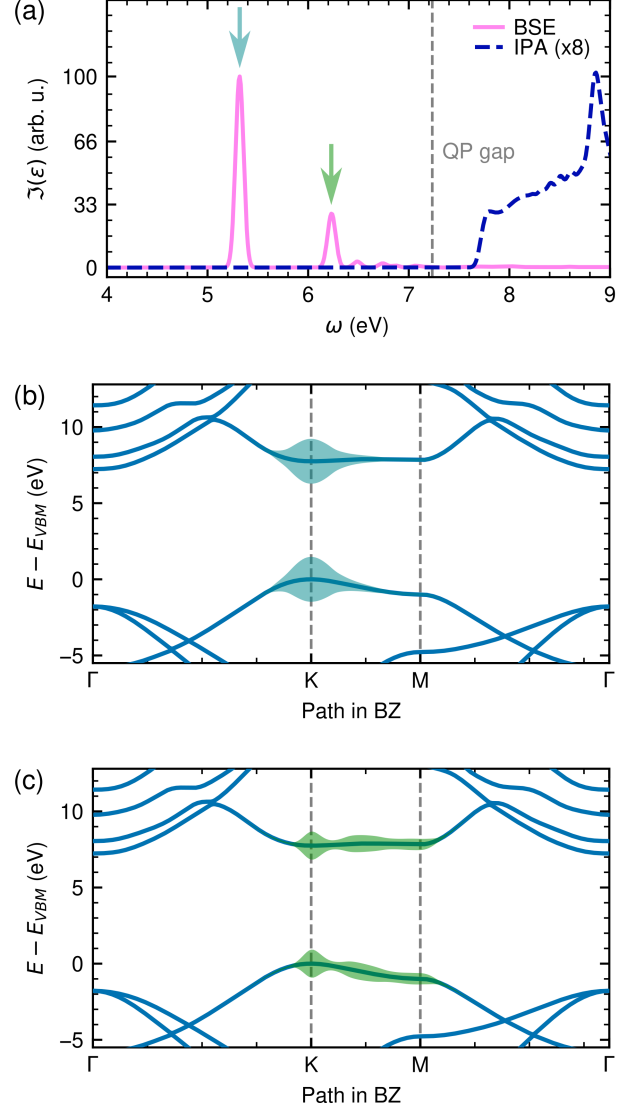 (a)
BSE
IPA (x8)
QP gap
ℑ(ε) (arb. u.)
100
66
33
0
4 5 6 7 8 9
ω (eV)
(b)
E − E_VBM (eV)
10
5
0
−5
Γ K M Γ
Path in BZ
(c)
E − E_VBM (eV)
10
5
0
−5
Γ K M Γ
Path in BZ